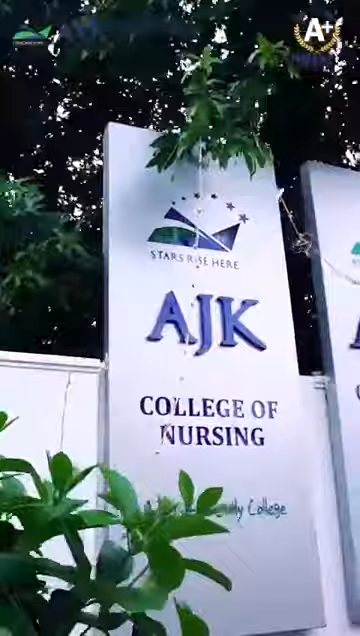 A+
STARS RISE HERE
AJK
COLLEGE OF
NURSING
College